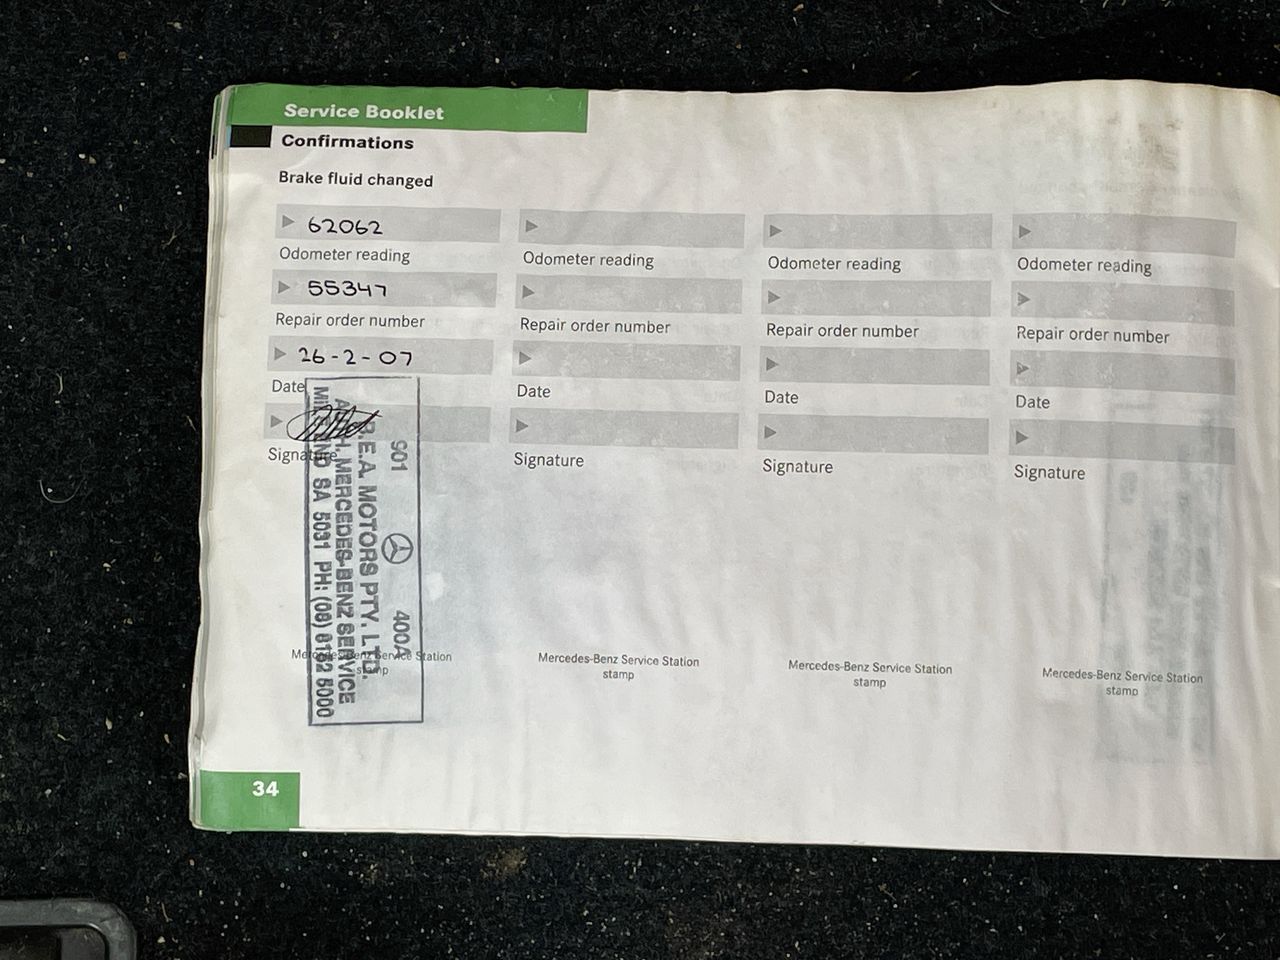 Service Booklet
Confirmations
Brake fluid changed
62062
Odometer reading
55347
Repair order number
26-2-07
Date
Signature
901 400A
B.E.A. MOTORS PTY. LTD.
MERCEDES-BENZ SERVICE
SA 5031 PH: (08)
5000
Mercedes-Benz Service Station
stamp
Odometer reading
Repair order number
Date
Signature
Mercedes-Benz Service Station
stamp
Odometer reading
Repair order number
Date
Signature
Mercedes-Benz Service Station
stamp
Odometer reading
Repair order number
Date
Signature
Mercedes-Benz Service Station
stamp
34